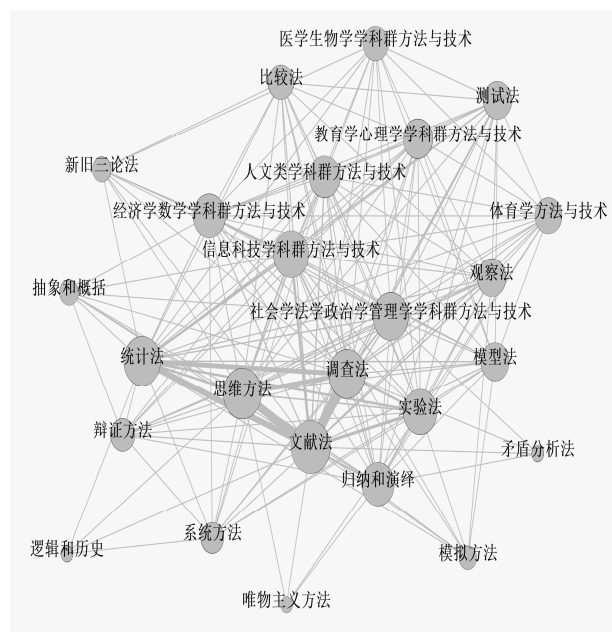 医学生物学学科群方法与技术
比较法
测试法
教育学心理学学科群方法与技术
新旧三论法
人文类学科群方法与技术
经济学数学学科群方法与技术
体育学方法与技术
信息科技学科群方法与技术
观察法
抽象和概括
社会学法学政治学管理学学科群方法与技术
统计法
模型法
调查法
思维方法
实验法
辩证方法
文献法
矛盾分析法
归纳和演绎
系统方法
逻辑和历史
模拟方法
唯物主义方法